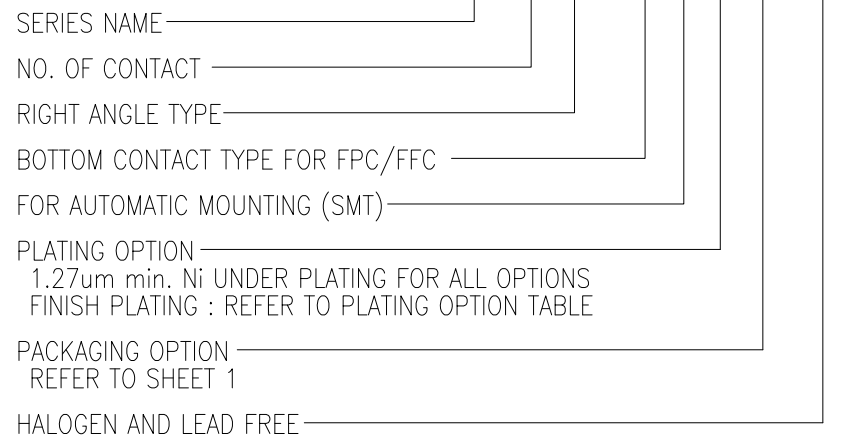 SERIES NAME
NO. OF CONTACT
RIGHT ANGLE TYPE
BOTTOM CONTACT TYPE FOR FPC/FFC
FOR AUTOMATIC MOUNTING (SMT)
PLATING OPTION
1.27um min. Ni UNDER PLATING FOR ALL OPTIONS
FINISH PLATING : REFER TO PLATING OPTION TABLE
PACKAGING OPTION
REFER TO SHEET 1
HALOGEN AND LEAD FREE